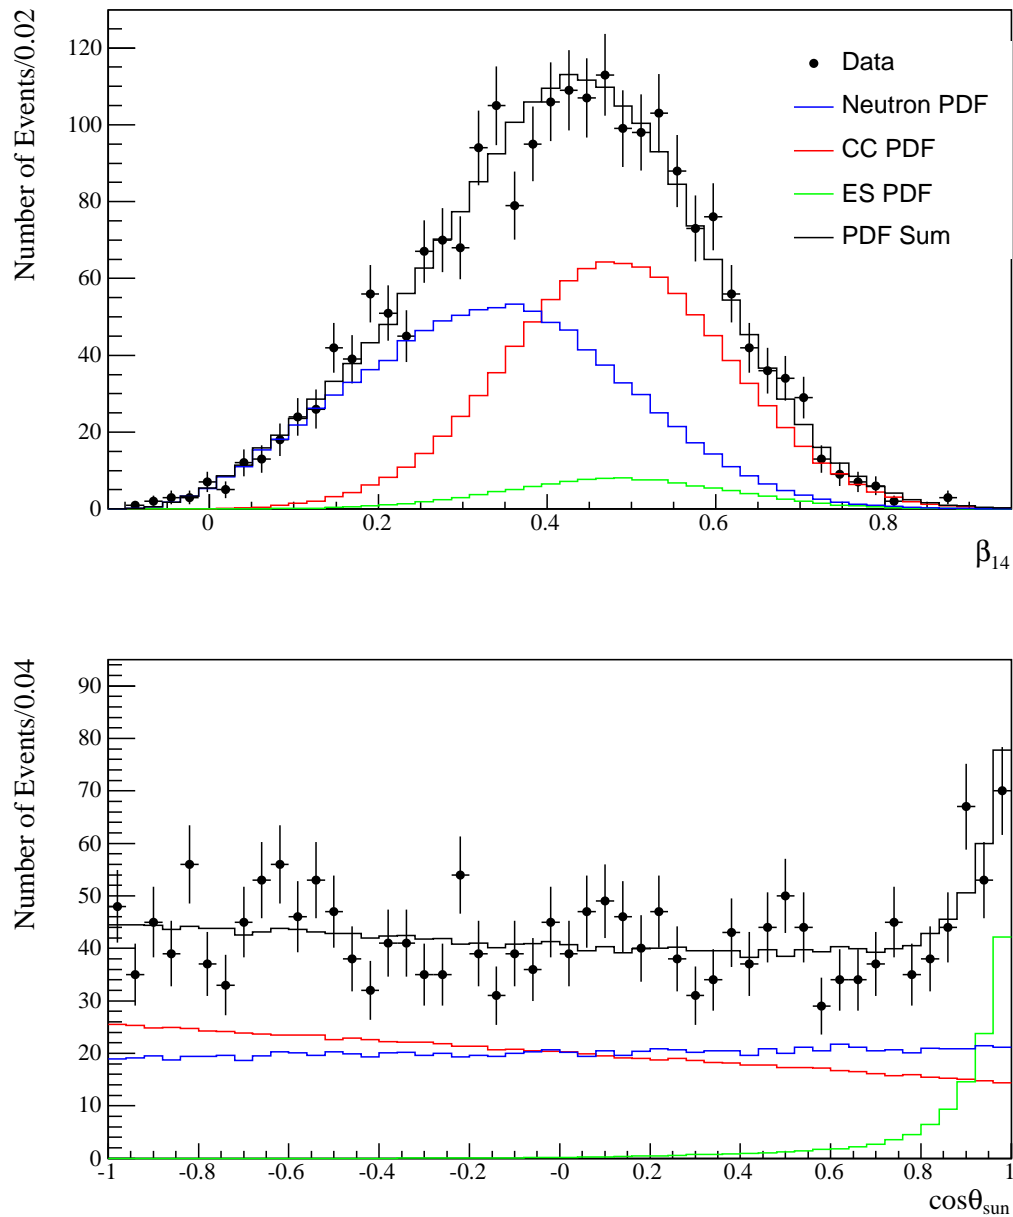 Number of Events/0.02
120
100
80
60
40
20
0
0 0.2 0.4 0.6 0.8
β14
Data
Neutron PDF
CC PDF
ES PDF
PDF Sum
Number of Events/0.04
90
80
70
60
50
40
30
20
10
0
-1 -0.8 -0.6 -0.4 -0.2 -0 0.2 0.4 0.6 0.8 1
cosθsun